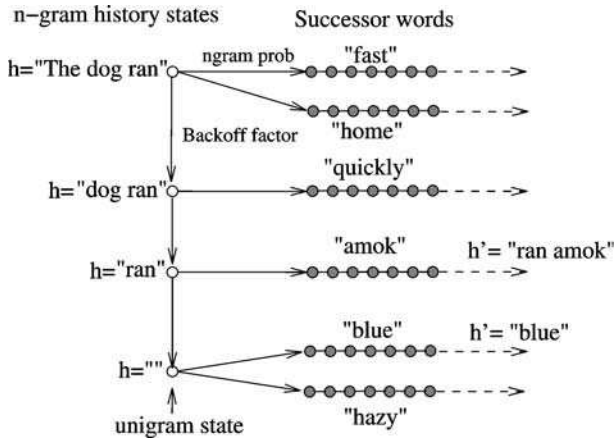 n-gram history states
Successor words
h="The dog ran"
ngram prob
"fast"
"home"
Backoff factor
"quickly"
h="dog ran"
"amok"
h'= "ran amok"
h="ran"
"blue"
h'= "blue"
h=""
"hazy"
unigram state